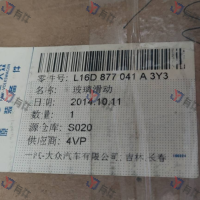 零件号: L16D 877 041 A 3Y3
名 称: 玻璃滑动
日 期: 2014.10.11
数 量: 1
源仓库: S020
供应商: 4VP
一汽-大众汽车有限公司; 吉林.长春